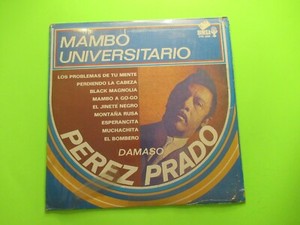 MAMBO
UNIVERSITARIO
LOS PROBLEMAS DE TU MENTE
PERDIENDO LA CABEZA
BLACK MAGNOLIA
MAMBO A GO-GO
EL JINETE NEGRO
MONTAÑA RUSA
ESPERANCITA
MUCHACHITA
EL BOMBERO
DAMASO
PEREZ PRADO